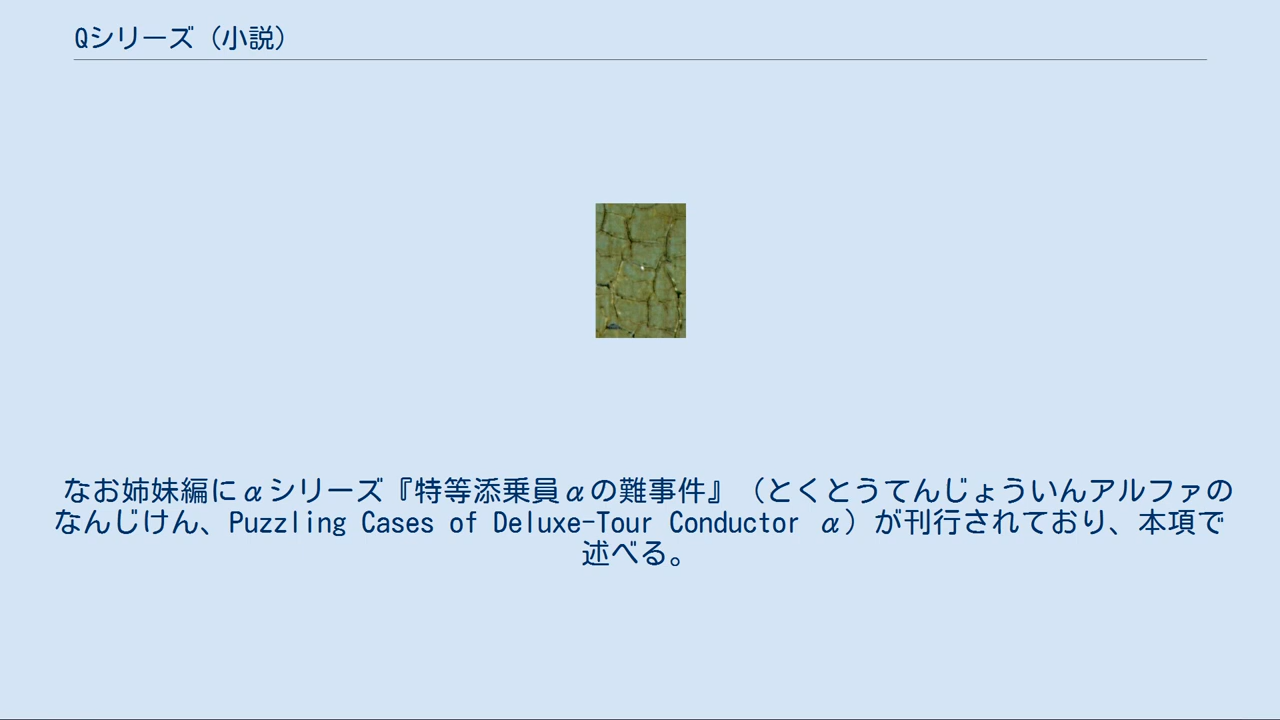 Qシリーズ（小説）
なお姉妹編にαシリーズ『特等添乗員αの難事件』（とくとうてんじょういんアルファの
なんじけん、Puzzling Cases of Deluxe-Tour Conductor α）が刊行されており、本項で
述べる。